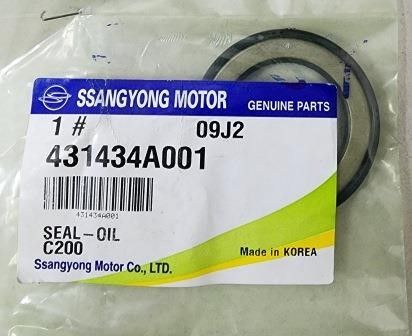 SSANGYONG MOTOR GENUINE PARTS
1 # 09J2
431434A001
431434A001
SEAL-OIL
C200
Made in KOREA
Ssangyong Motor Co., LTD.